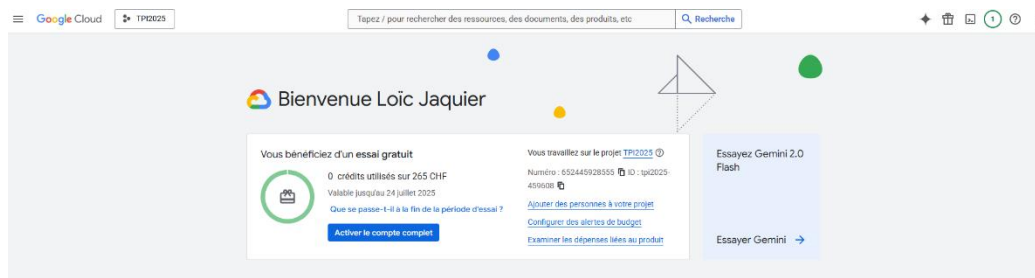 Google Cloud
TPI2025
Tapez / pour rechercher des ressources, des documents, des produits, etc
Recherche
1
Bienvenue Loïc Jaquier
Vous bénéficiez d'un essai gratuit
0 crédits utilisés sur 265 CHF
Valable jusqu'au 24 juillet 2025
Que se passe-t-il à la fin de la période d'essai ?
Activer le compte complet
Vous travaillez sur le projet TPI2025
Numéro : 652445928555 ID : tpi2025-
459608
Ajouter des personnes à votre projet
Configurer des alertes de budget
Examiner les dépenses liées au produit
Essayez Gemini 2.0
Flash
Essayer Gemini